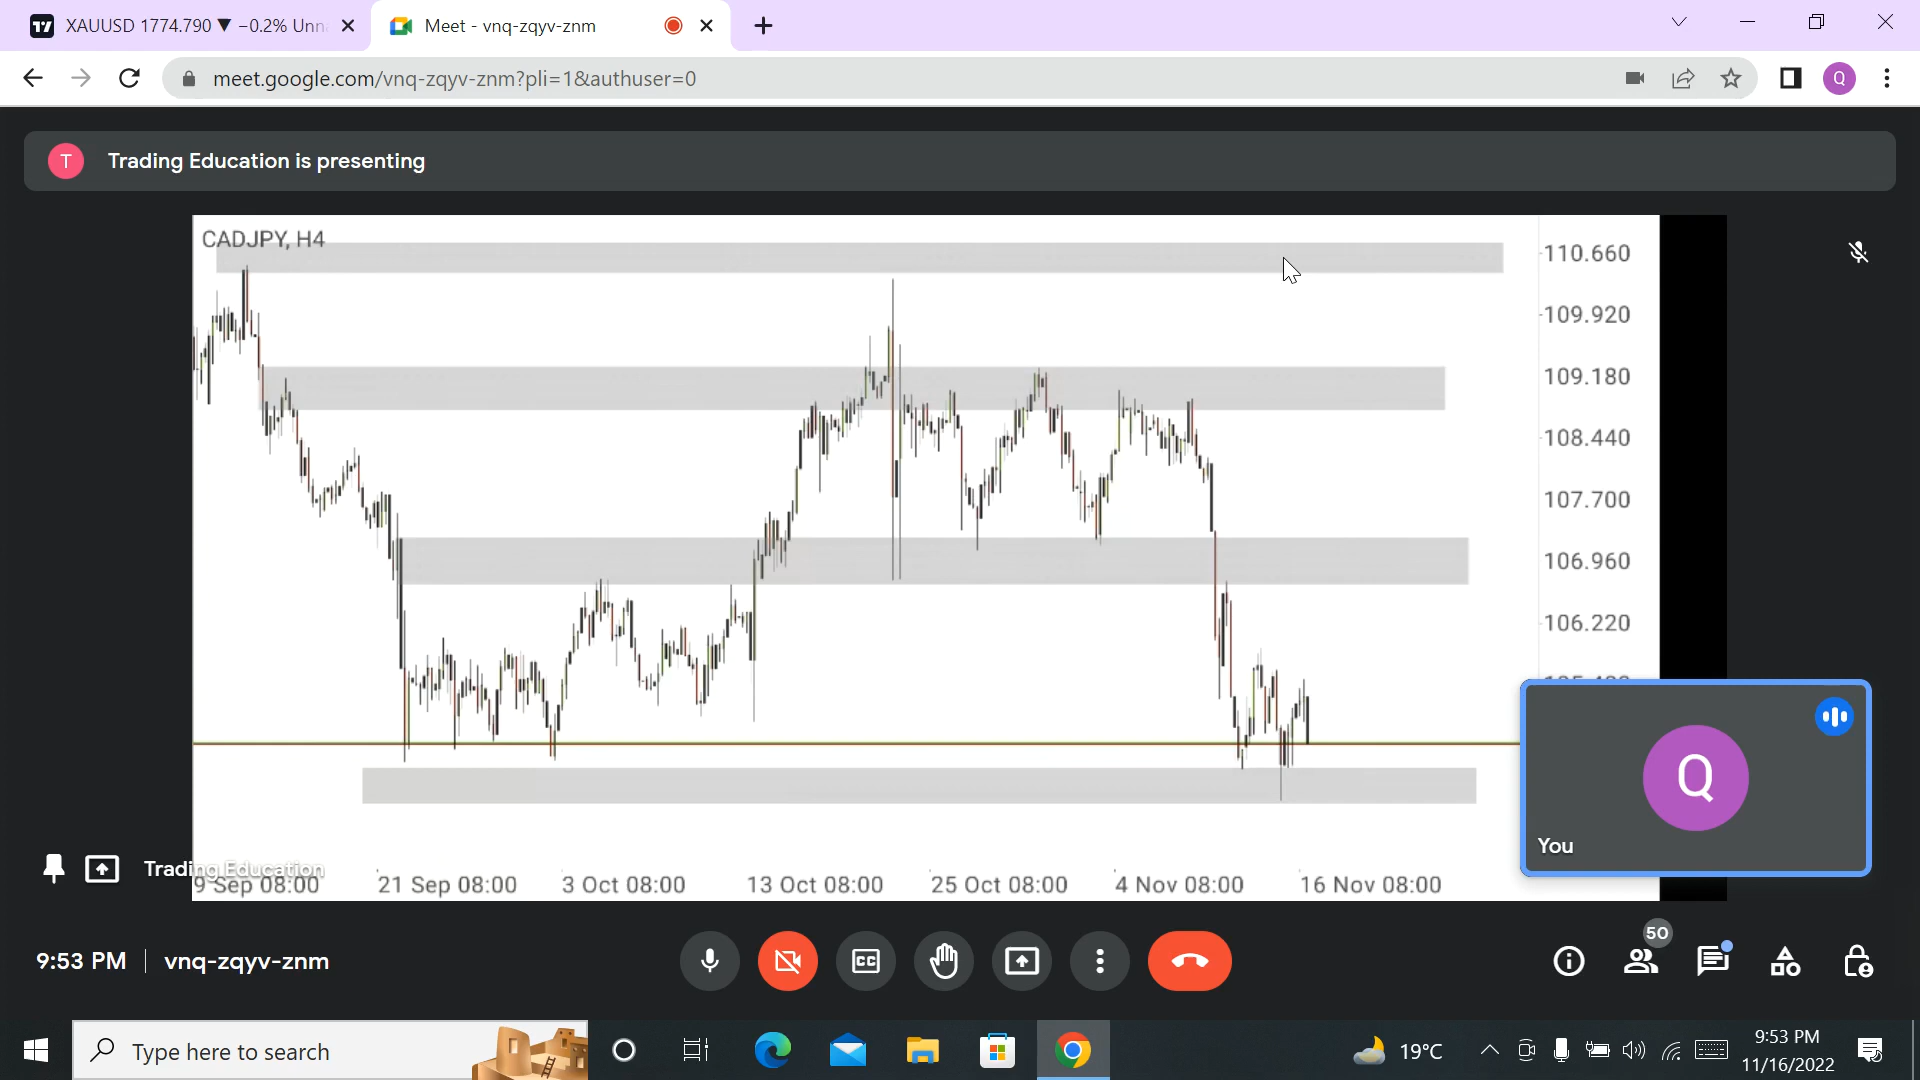 XAUUSD 1774.790 ▼ −0.2% Unn
Meet - vnq-zqyv-znm
meet.google.com/vnq-zqyv-znm?pli=1&authuser=0
Q
T
Trading Education is presenting
CADJPY, H4
110.660
109.920
109.180
108.440
107.700
106.960
106.220
Q
You
Trading Education
9 Sep 08:00
21 Sep 08:00
3 Oct 08:00
13 Oct 08:00
25 Oct 08:00
4 Nov 08:00
16 Nov 08:00
9:53 PM
vnq-zqyv-znm
CC
50
Type here to search
19°C
9:53 PM
11/16/2022